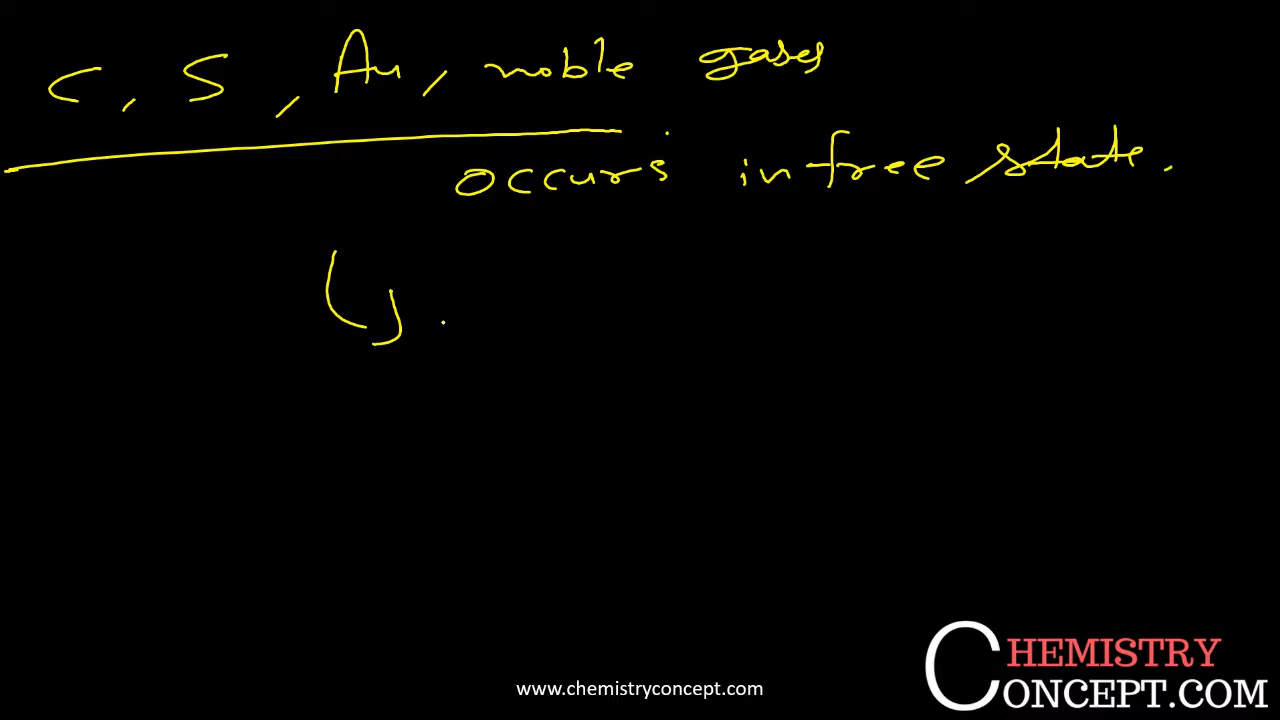 C, S, Au, noble gases
occurs in free state.
www.chemistryconcept.com
CHEMISTRY
CONCEPT.COM